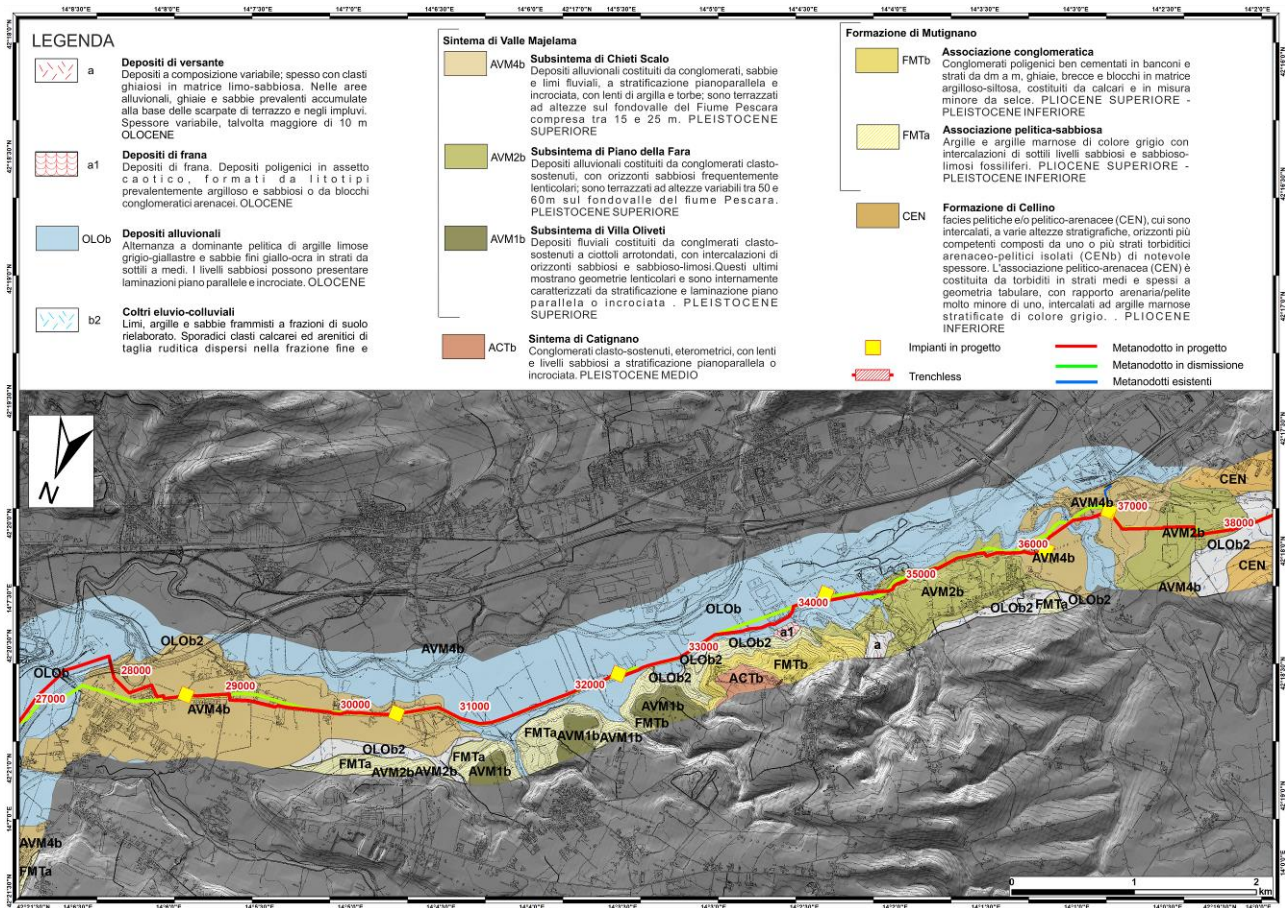 LEGENDA
a
Depositi di versante
Depositi a composizione variabile; spesso con clasti
ghiaiosi in matrice limo-sabbiosa. Nelle aree
alluvionali, ghiaie e sabbie prevalenti accumulate
alla base delle scarpate di terrazzo e negli impluvi.
Spessore variabile, talvolta maggiore di 10 m
OLOCENE
a1
Depositi di frana
Depositi di frana. Depositi poligenici in assetto
caotico, formati da litotipi
prevalentemente argilloso e sabbiosi o da blocchi
conglomeratici arenacei. OLOCENE
OLOb
Depositi alluvionali
Alternanza a dominante pelitica di argille limose
grigio-giallastre e sabbie fini giallo-ocra in strati da
sottili a medi. I livelli sabbiosi possono presentare
laminazioni piano parallele e incrociate. OLOCENE
b2
Coltri eluvio-colluviali
Limi, argille e sabbie frammisti a frazioni di suolo
rielaborato. Sporadici clasti calcarei ed arenitici di
taglia ruditica dispersi nella frazione fine e
Sintema di Valle Majelama
AVM4b
Subsintema di Chieti Scalo
Depositi alluvionali costituiti da conglomerati, sabbie
e limi fluviali, a stratificazione pianoparallela e
incrociata, con lenti di argilla e torbe; sono terrazzati
ad altezze sul fondovalle del Fiume Pescara
compresa tra 15 e 25 m. PLEISTOCENE
SUPERIORE
AVM2b
Subsintema di Piano della Fara
Depositi alluvionali costituiti da conglomerati clasto-
sostenuti, con orizzonti sabbiosi frequentemente
lenticolari; sono terrazzati ad altezze variabili tra 50 e
60m sul fondovalle del fiume Pescara.
PLEISTOCENE SUPERIORE
AVM1b
Subsintema di Villa Oliveti
Depositi fluviali costituiti da conglmerati clasto-
sostenuti a ciottoli arrotondati, con intercalazioni di
orizzonti sabbiosi e sabbioso-limosi.Questi ultimi
mostrano geometrie lenticolari e sono internamente
caratterizzati da stratificazione e laminazione piano
parallela o incrociata . PLEISTOCENE
SUPERIORE
ACTb
Sintema di Catignano
Conglomerati clasto-sostenuti, eterometrici, con lenti
e livelli sabbiosi a stratificazione pianoparallela o
incrociata. PLEISTOCENE MEDIO
Formazione di Mutignano
FMTb
Associazione conglomeratica
Conglomerati poligenici ben cementati in banconi e
strati da dm a m, ghiaie, brecce e blocchi in matrice
argilloso-siltosa, costituiti da calcari e in misura
minore da selce. PLIOCENE SUPERIORE -
PLEISTOCENE INFERIORE
FMTa
Associazione pelitica-sabbiosa
Argille e argille marnose di colore grigio con
intercalazioni di sottili livelli sabbiosi e sabbioso-
limosi fossiliferi. PLIOCENE SUPERIORE -
PLEISTOCENE INFERIORE
CEN
Formazione di Cellino
facies pelitiche e/o pelitico-arenacee (CEN), cui sono
intercalati, a varie altezze stratigrafiche, orizzonti più
competenti composti da uno o più strati torbiditici
arenaceo-pelitici isolati (CENb) di notevole
spessore. L'associazione pelitico-arenacea (CEN) è
costituita da torbiditi in strati medi e spessi a
geometria tabulare, con rapporto arenaria/pelite
molto minore di uno, intercalati ad argille marnose
stratificate di colore grigio. . PLIOCENE
INFERIORE
Impianti in progetto
Trenchless
Metanodotto in progetto
Metanodotto in dismissione
Metanodotti esistenti
N
CEN
AVM4b
37000
38000
AVM2b
OLOb2
36000
AVM4b
CEN
35000
AVM4b
AVM2b
OLOb2
34000
OLOb
OLOb2
FMTa
OLOb2
a1
a
33000
OLOb2
FMTb
OLOb2
AVM4b
ACTb
OLOb
28000
32000
OLOb2
27000
29000
AVM4b
30000
31000
AVM1b
FMTb
OLOb2
FMTa
AVM1b
AVM1b
FMTa
FMTa
AVM2b
AVM2b
AVM1b
AVM4b
FMTa
0
1
2
km